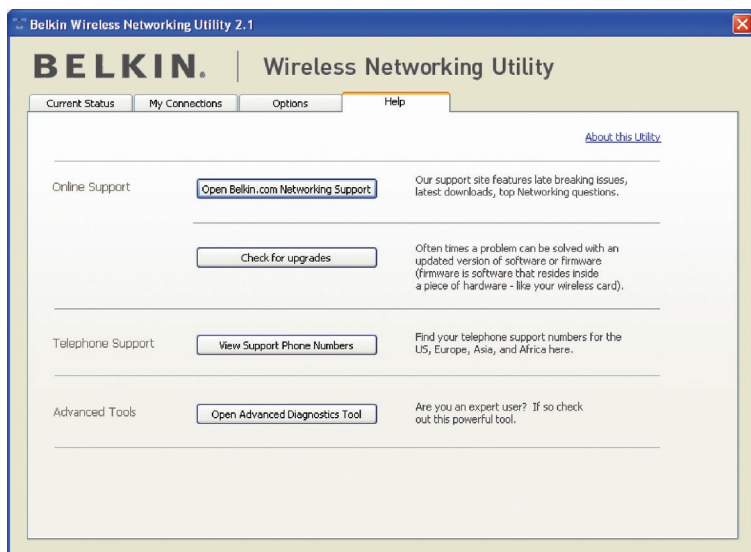 Belkin Wireless Networking Utility 2.1
BELKIN. | Wireless Networking Utility
Current Status My Connections Options Help
About this Utility
Online Support
Open Belkin.com Networking Support
Our support site features late breaking issues,
latest downloads, top Networking questions.
Check for upgrades
Often times a problem can be solved with an
updated version of software or firmware
(firmware is software that resides inside
a piece of hardware - like your wireless card).
Telephone Support
View Support Phone Numbers
Find your telephone support numbers for the
US, Europe, Asia, and Africa here.
Advanced Tools
Open Advanced Diagnostics Tool
Are you an expert user? If so check
out this powerful tool.